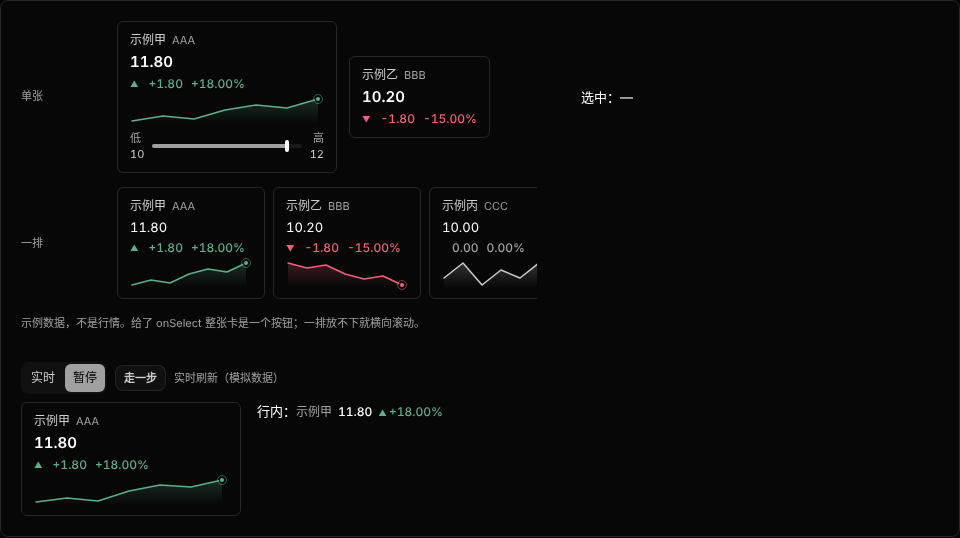 单张
示例甲 AAA
11.80
▲ +1.80 +18.00%
低 高
10 12
示例乙 BBB
10.20
▼ -1.80 -15.00%
选中：—
一排
示例甲 AAA
11.80
▲ +1.80 +18.00%
示例乙 BBB
10.20
▼ -1.80 -15.00%
示例丙 CCC
10.00
0.00 0.00%
示例数据，不是行情。给了 onSelect 整张卡是一个按钮；一排放不下就横向滚动。
实时 暂停 走一步 实时刷新（模拟数据）
示例甲 AAA
11.80
▲ +1.80 +18.00%
行内：示例甲 11.80 ▲+18.00%